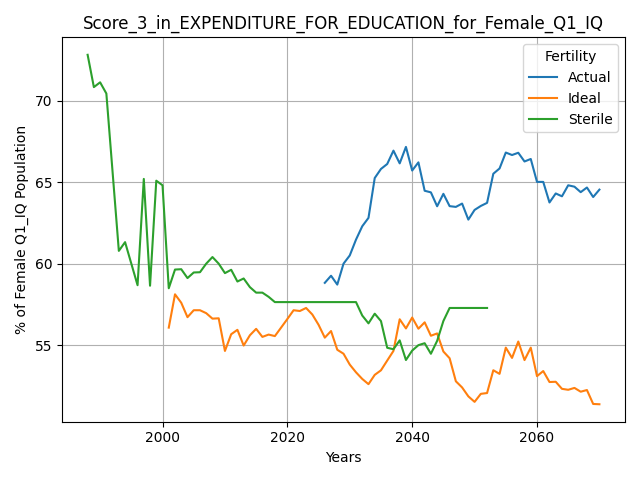 Score_3_in_EXPENDITURE_FOR_EDUCATION_for_Female_Q1_IQ
Fertility
Actual
Ideal
Sterile
% of Female Q1_IQ Population
70
65
60
55
2000
2020
2040
2060
Years